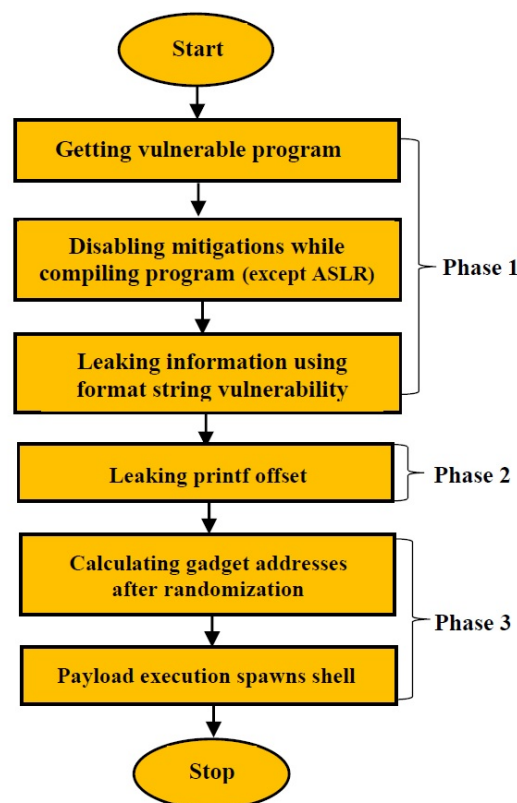 Start
Getting vulnerable program
Disabling mitigations while
compiling program (except ASLR)
Phase 1
Leaking information using
format string vulnerability
Leaking printf offset
Phase 2
Calculating gadget addresses
after randomization
Phase 3
Payload execution spawns shell
Stop